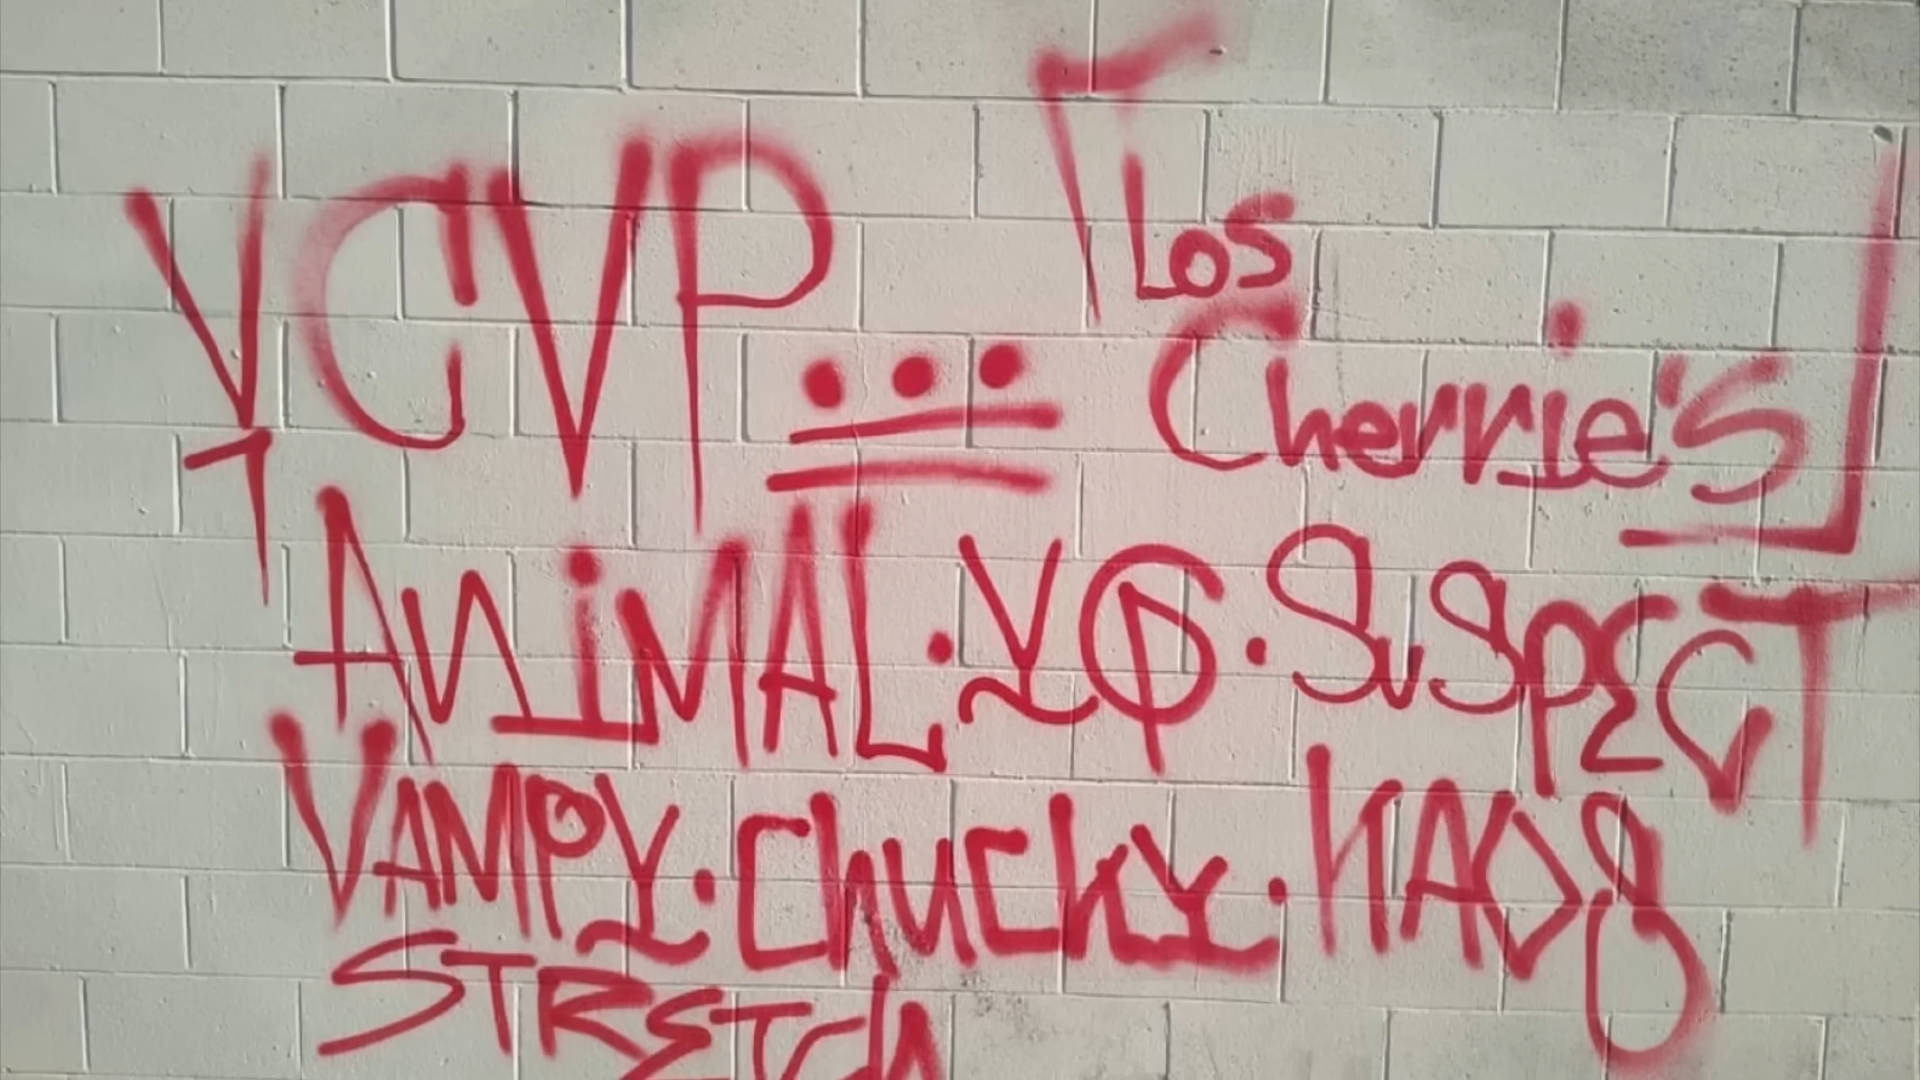 VCVP
Los
Cherrie's
ANiMAL · YO · SuSPECT
VAMPY · ChuCKY · KAOS
STRETCh